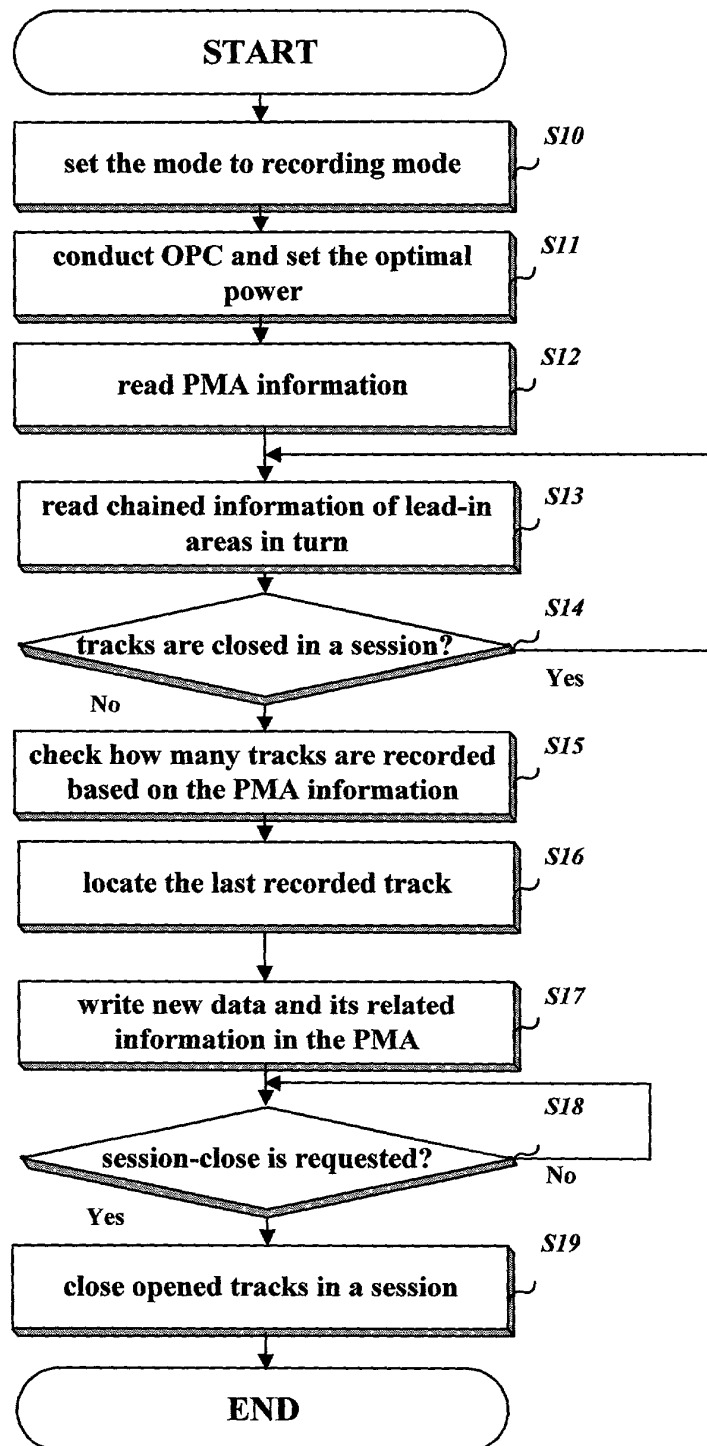 START
S10
set the mode to recording mode
S11
conduct OPC and set the optimal
power
S12
read PMA information
S13
read chained information of lead-in
areas in turn
S14
tracks are closed in a session?
Yes
No
S15
check how many tracks are recorded
based on the PMA information
S16
locate the last recorded track
S17
write new data and its related
information in the PMA
S18
session-close is requested?
No
Yes
S19
close opened tracks in a session
END